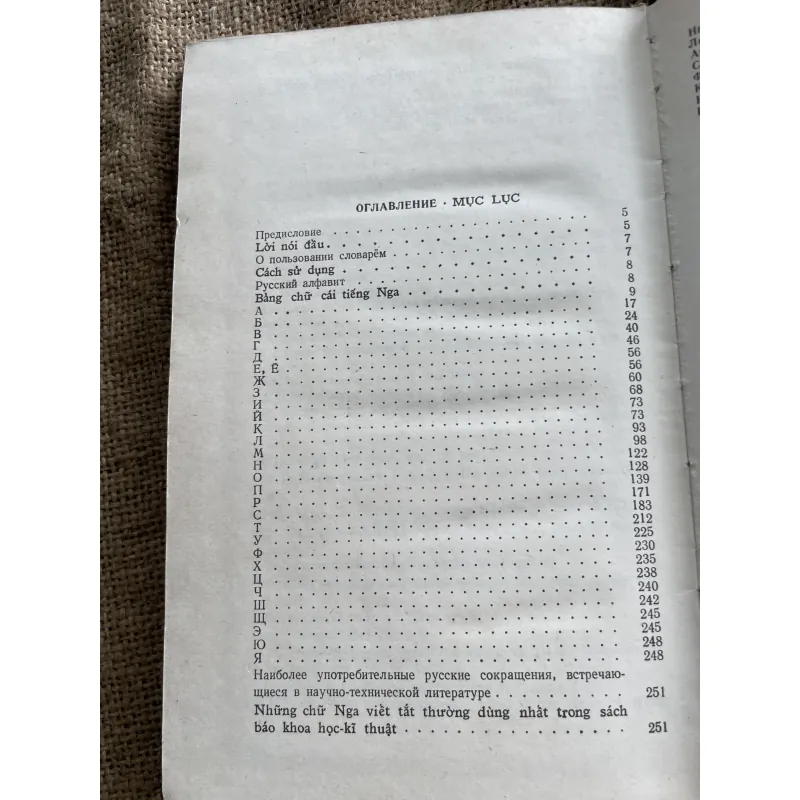 ОГЛАВЛЕНИЕ · MỤC LỤC
Предисловие . . . 5
Lời nói đầu . . . 5
О пользовании словарём . . . 7
Cách sử dụng . . . 7
Русский алфавит . . . 8
Bảng chữ cái tiếng Nga . . . 8
А . . . 9
Б . . . 17
В . . . 24
Г . . . 40
Д . . . 46
Е, Ё . . . 56
Ж . . . 56
З . . . 60
И . . . 68
Й . . . 73
К . . . 73
Л . . . 93
М . . . 98
Н . . . 122
О . . . 128
П . . . 139
Р . . . 171
С . . . 183
Т . . . 212
У . . . 225
Ф . . . 230
Х . . . 235
Ц . . . 238
Ч . . . 240
Ш . . . 242
Щ . . . 245
Э . . . 245
Ю . . . 248
Я . . . 248
Наиболее употребительные русские сокращения, встречаю-
щиеся в научно-технической литературе . . . 251
Những chữ Nga viết tắt thường dùng nhất trong sách
báo khoa học-kĩ thuật . . . 251